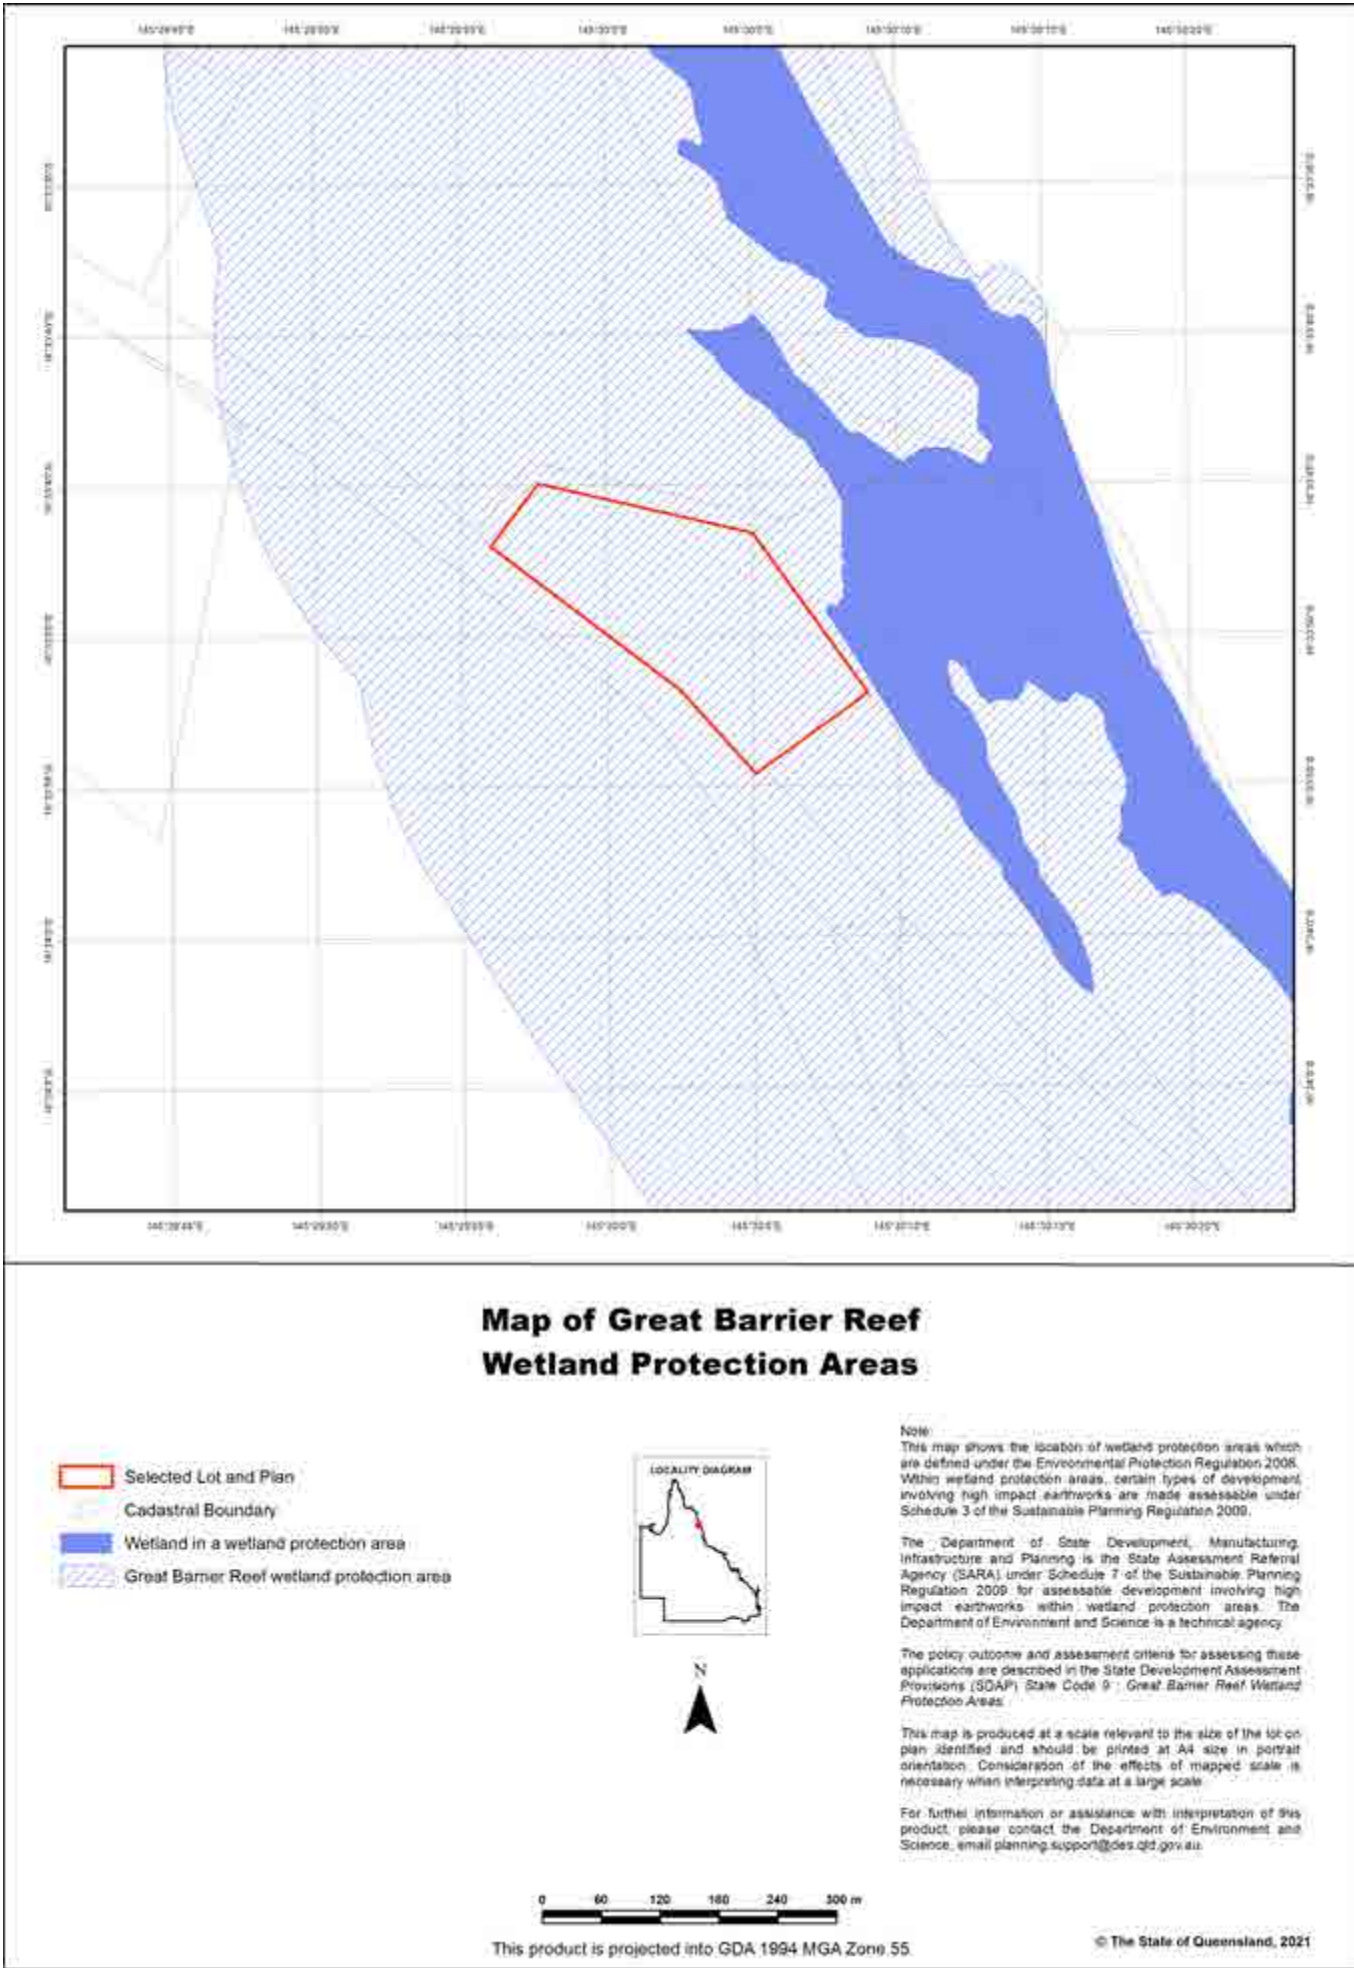 Map of Great Barrier Reef
Wetland Protection Areas
Selected Lot and Plan
Cadastral Boundary
Wetland in a wetland protection area
Great Barrier Reef wetland protection area
LOCALITY DIAGRAM
N
Note:
This map shows the location of wetland protection areas which
are defined under the Environmental Protection Regulation 2008.
Within wetland protection areas, certain types of development
involving high impact earthworks are made assessable under
Schedule 3 of the Sustainable Planning Regulation 2009.
The Department of State Development, Manufacturing,
Infrastructure and Planning is the State Assessment Referral
Agency (SARA) under Schedule 7 of the Sustainable Planning
Regulation 2009 for assessable development involving high
impact earthworks within wetland protection areas. The
Department of Environment and Science is a technical agency.
The policy outcome and assessment criteria for assessing these
applications are described in the State Development Assessment
Provisions (SDAP) State Code 9 : Great Barrier Reef Wetland
Protection Areas.
This map is produced at a scale relevant to the size of the lot on
plan identified and should be printed at A4 size in portrait
orientation. Consideration of the effects of mapped scale is
necessary when interpreting data at a large scale.
For further information or assistance with interpretation of this
product, please contact the Department of Environment and
Science, email planning.support@des.qld.gov.au.
0 60 120 180 240 300 m
This product is projected into GDA 1994 MGA Zone 55
© The State of Queensland, 2021